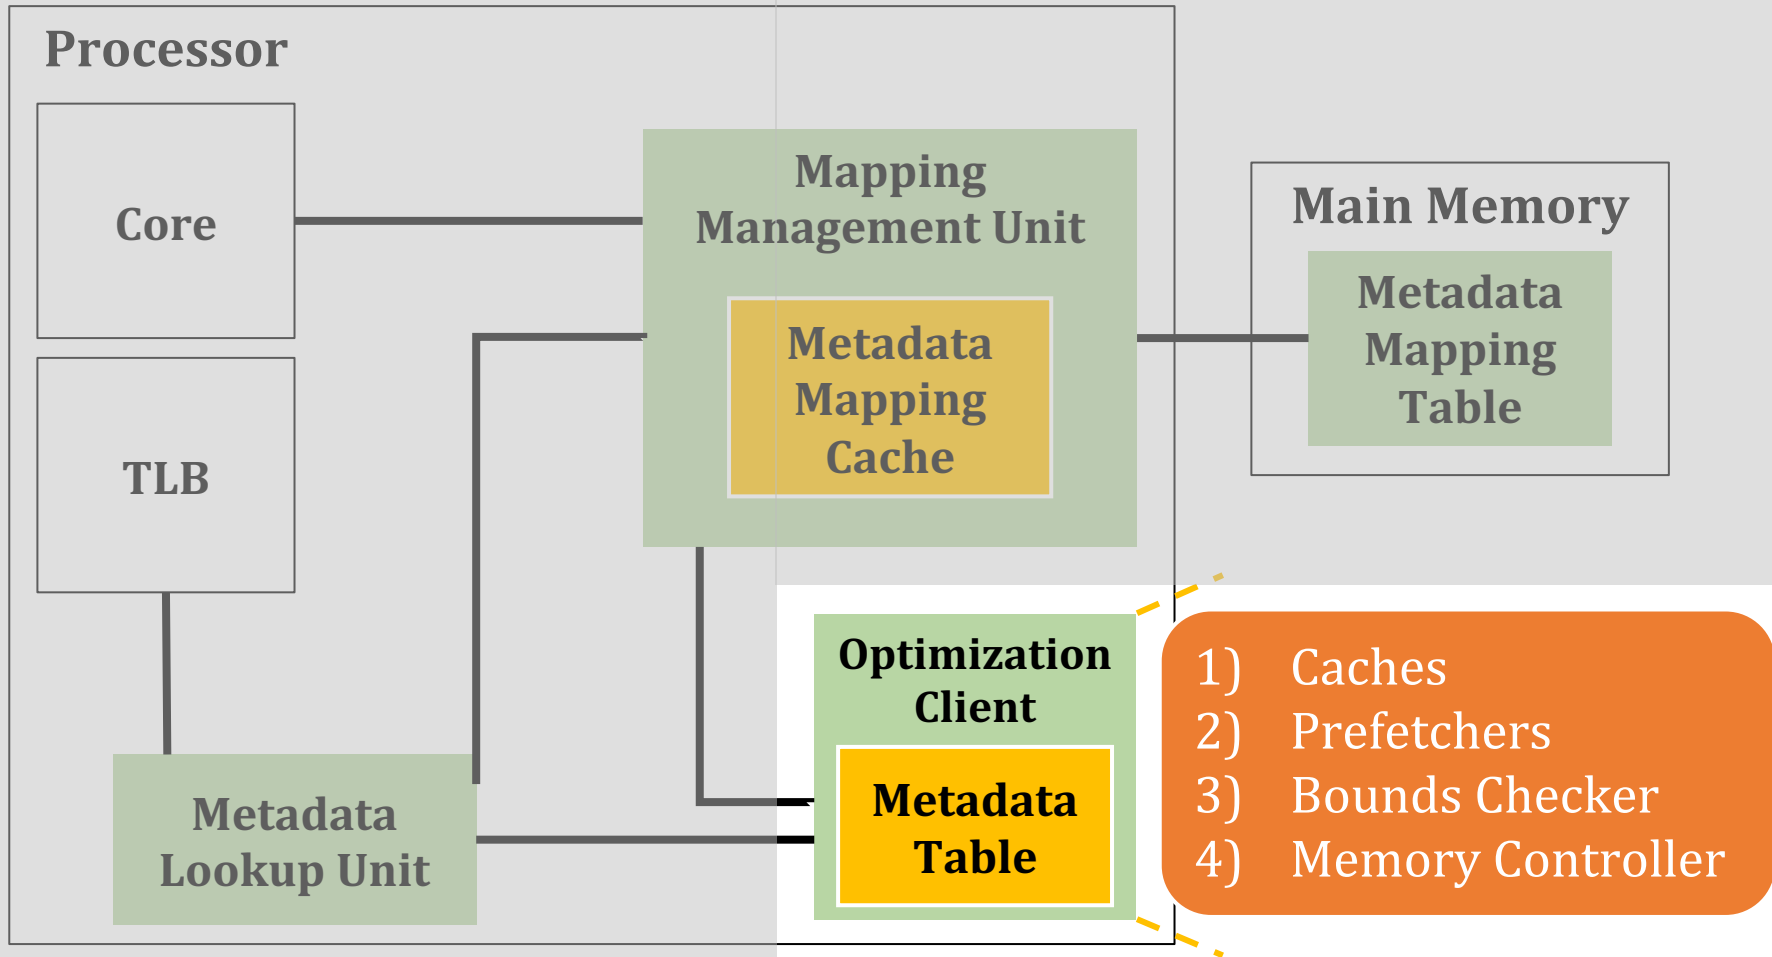 Processor
Core
TLB
Mapping
Management Unit
Metadata
Mapping
Cache
Main Memory
Metadata
Mapping
Table
Metadata
Lookup Unit
Optimization
Client
Metadata
Table
1) Caches
2) Prefetchers
3) Bounds Checker
4) Memory Controller